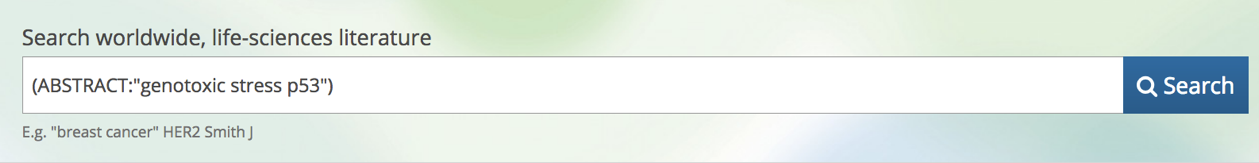 Search worldwide, life-sciences literature
(ABSTRACT:"genotoxic stress p53")
Search
E.g. "breast cancer" HER2 Smith J